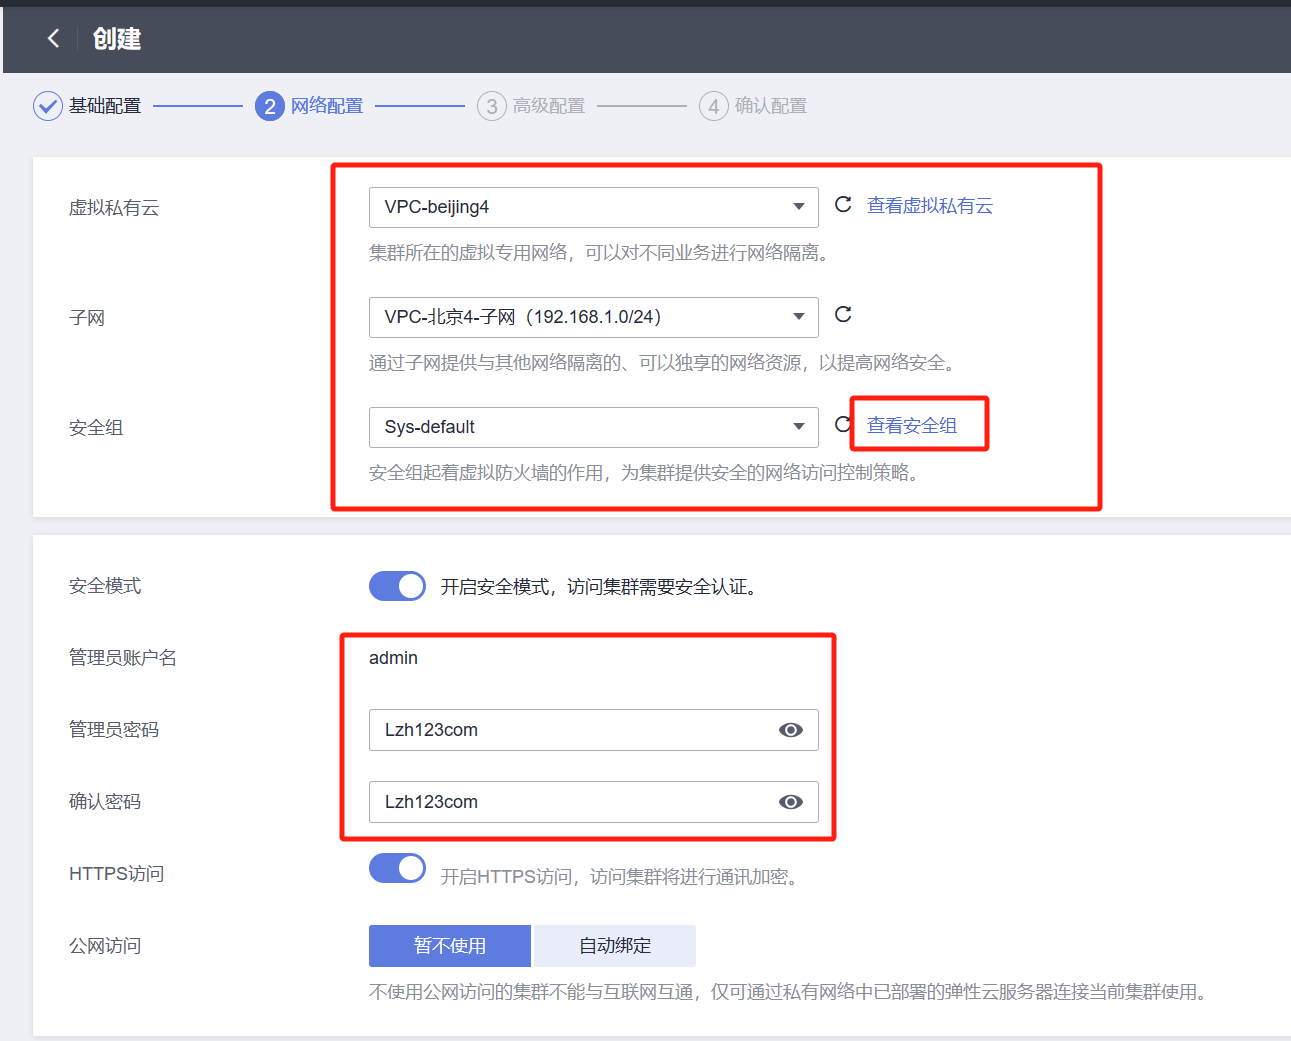 创建
基础配置 2 网络配置 3 高级配置 4 确认配置
虚拟私有云 VPC-beijing4 查看虚拟私有云
集群所在的虚拟专用网络，可以对不同业务进行网络隔离。
子网 VPC-北京4-子网（192.168.1.0/24）
通过子网提供与其他网络隔离的、可以独享的网络资源，以提高网络安全。
安全组 Sys-default 查看安全组
安全组起着虚拟防火墙的作用，为集群提供安全的网络访问控制策略。
安全模式 开启安全模式，访问集群需要安全认证。
管理员账户名 admin
管理员密码 Lzh123com
确认密码 Lzh123com
HTTPS访问 开启HTTPS访问，访问集群将进行通讯加密。
公网访问 暂不使用 自动绑定
不使用公网访问的集群不能与互联网互通，仅可通过私有网络中已部署的弹性云服务器连接当前集群使用。